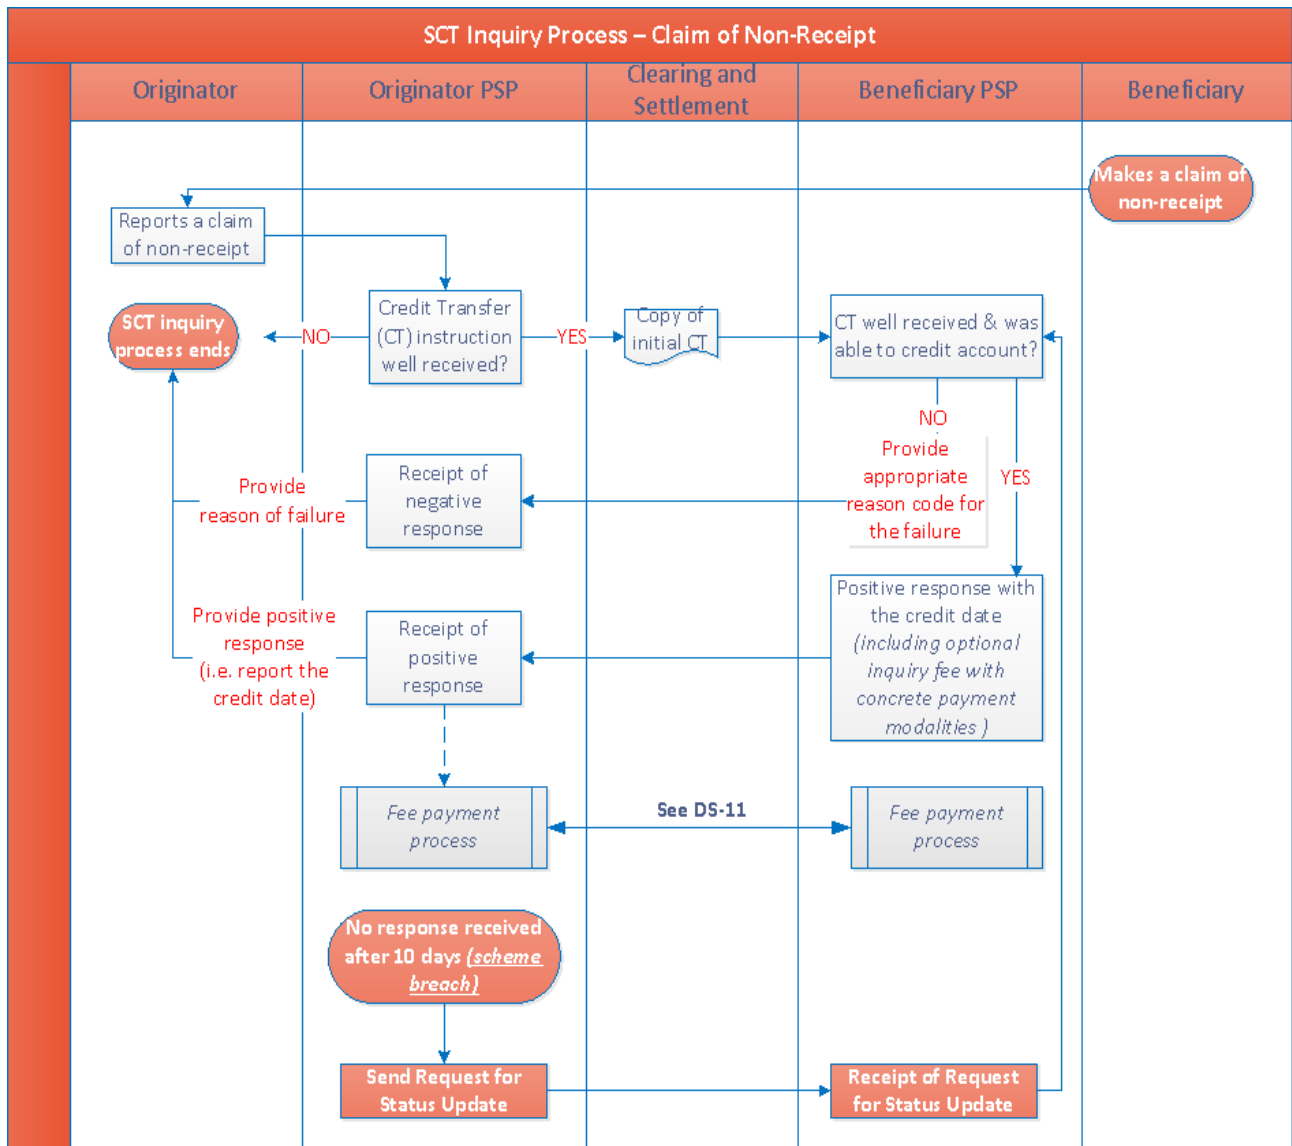 SCT Inquiry Process – Claim of Non-Receipt
Originator
Originator PSP
Clearing and
Settlement
Beneficiary PSP
Beneficiary
Makes a claim of
non-receipt
Reports a claim
of non-receipt
SCT inquiry
process ends
NO
Credit Transfer
(CT) instruction
well received?
YES
Copy of
initial CT
CT well received & was
able to credit account?
NO
Provide
appropriate
reason code for
the failure
YES
Provide
reason of failure
Receipt of
negative
response
Provide positive
response
(i.e. report the
credit date)
Receipt of
positive
response
Positive response with
the credit date
(including optional
inquiry fee with
concrete payment
modalities )
Fee payment
process
See DS-11
Fee payment
process
No response received
after 10 days (scheme
breach)
Send Request for
Status Update
Receipt of Request
for Status Update